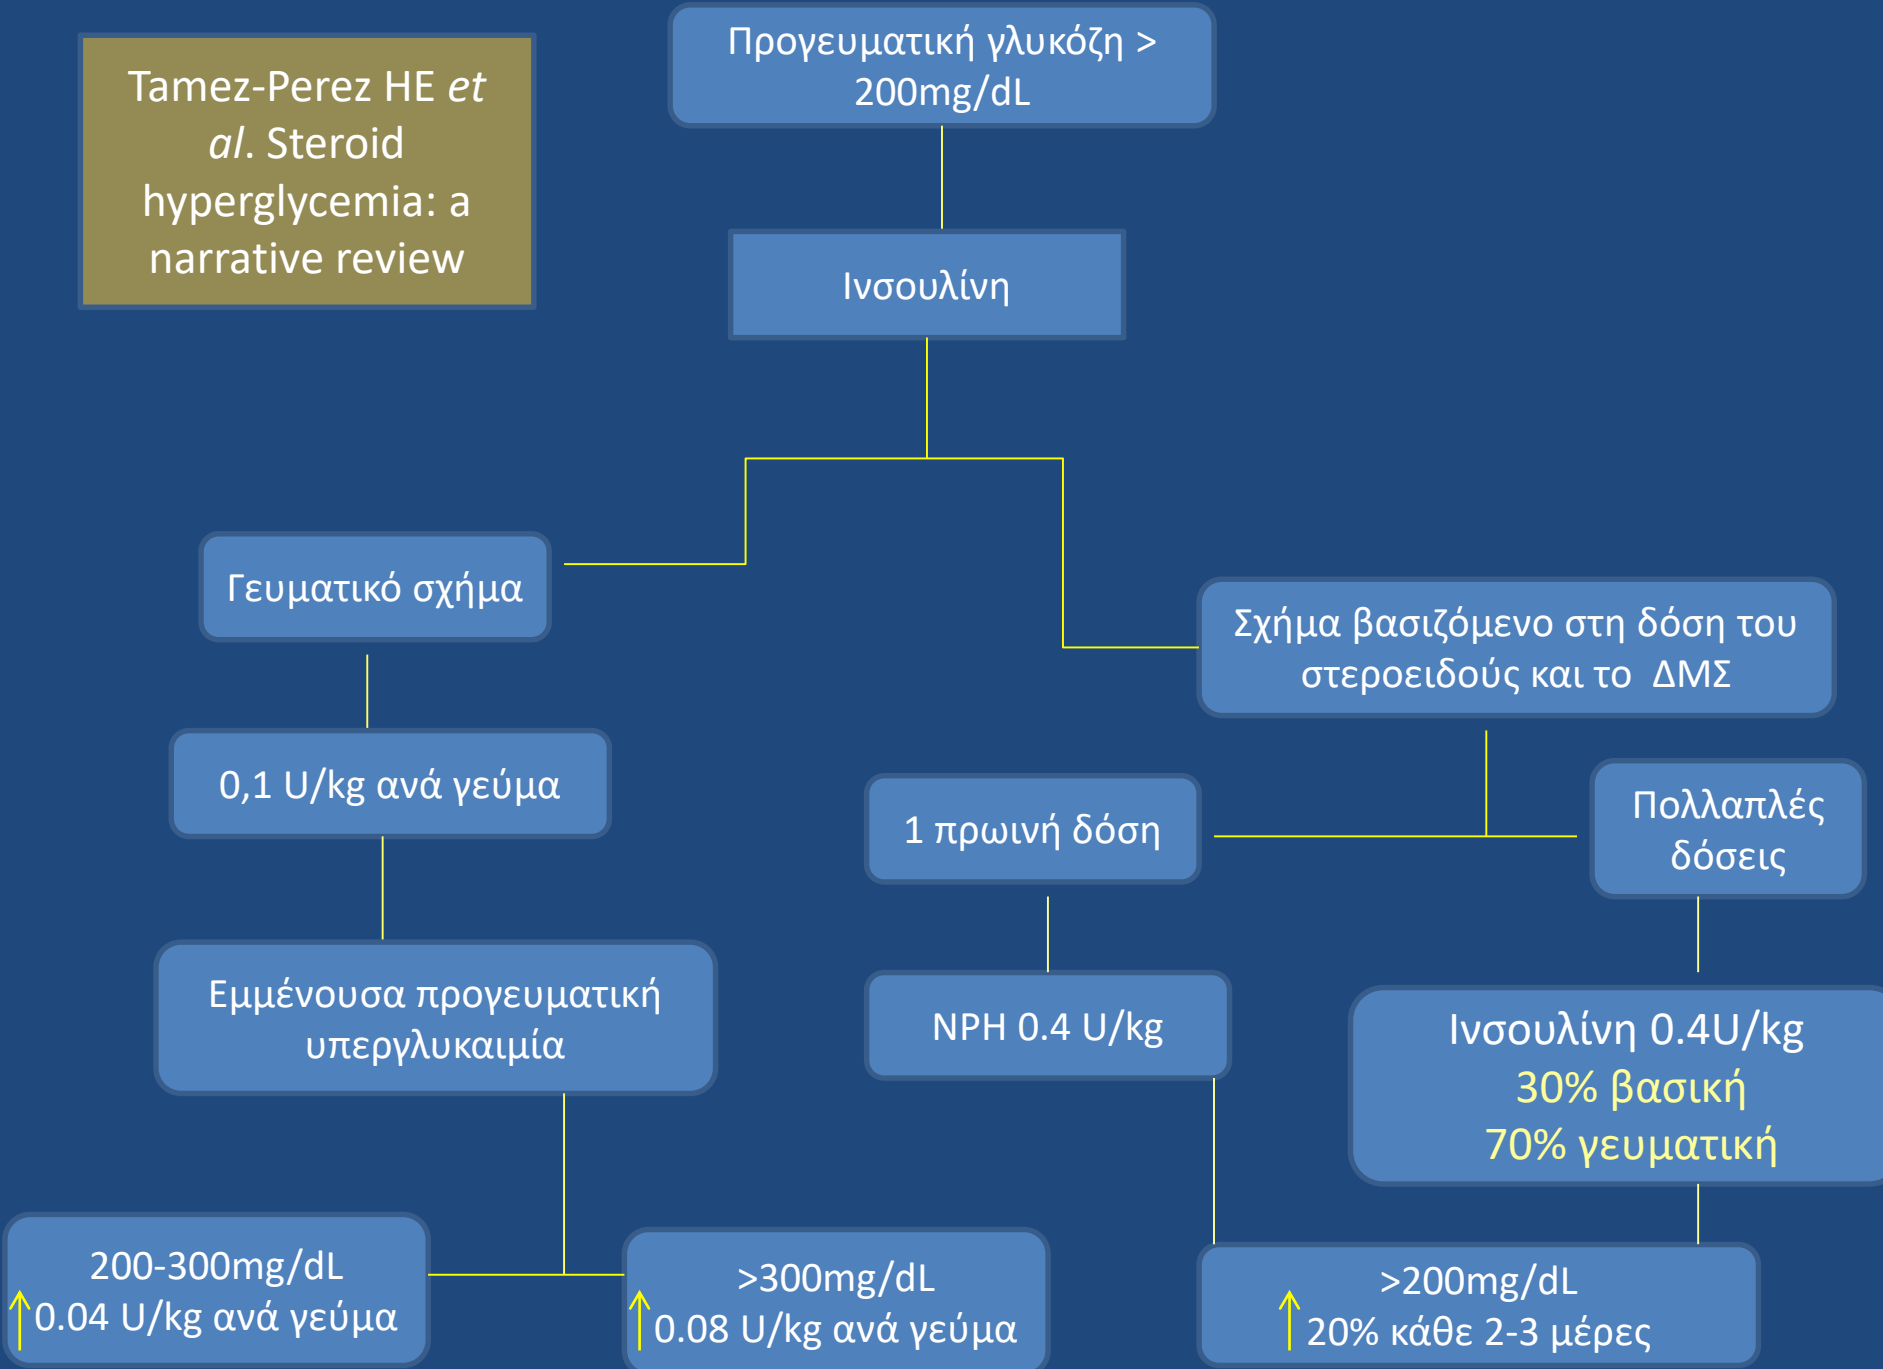 Tamez-Perez HE et
al. Steroid
hyperglycemia: a
narrative review
Προγευματική γλυκόζη >
200mg/dL
Ινσουλίνη
Γευματικό σχήμα
Σχήμα βασιζόμενο στη δόση του
στεροειδούς και το ΔΜΣ
0,1 U/kg ανά γεύμα
1 πρωινή δόση
Πολλαπλές
δόσεις
Εμμένουσα προγευματική
υπεργλυκαιμία
NPH 0.4 U/kg
Ινσουλίνη 0.4U/kg
30% βασική
70% γευματική
200-300mg/dL
↑ 0.04 U/kg ανά γεύμα
>300mg/dL
↑ 0.08 U/kg ανά γεύμα
>200mg/dL
↑ 20% κάθε 2-3 μέρες